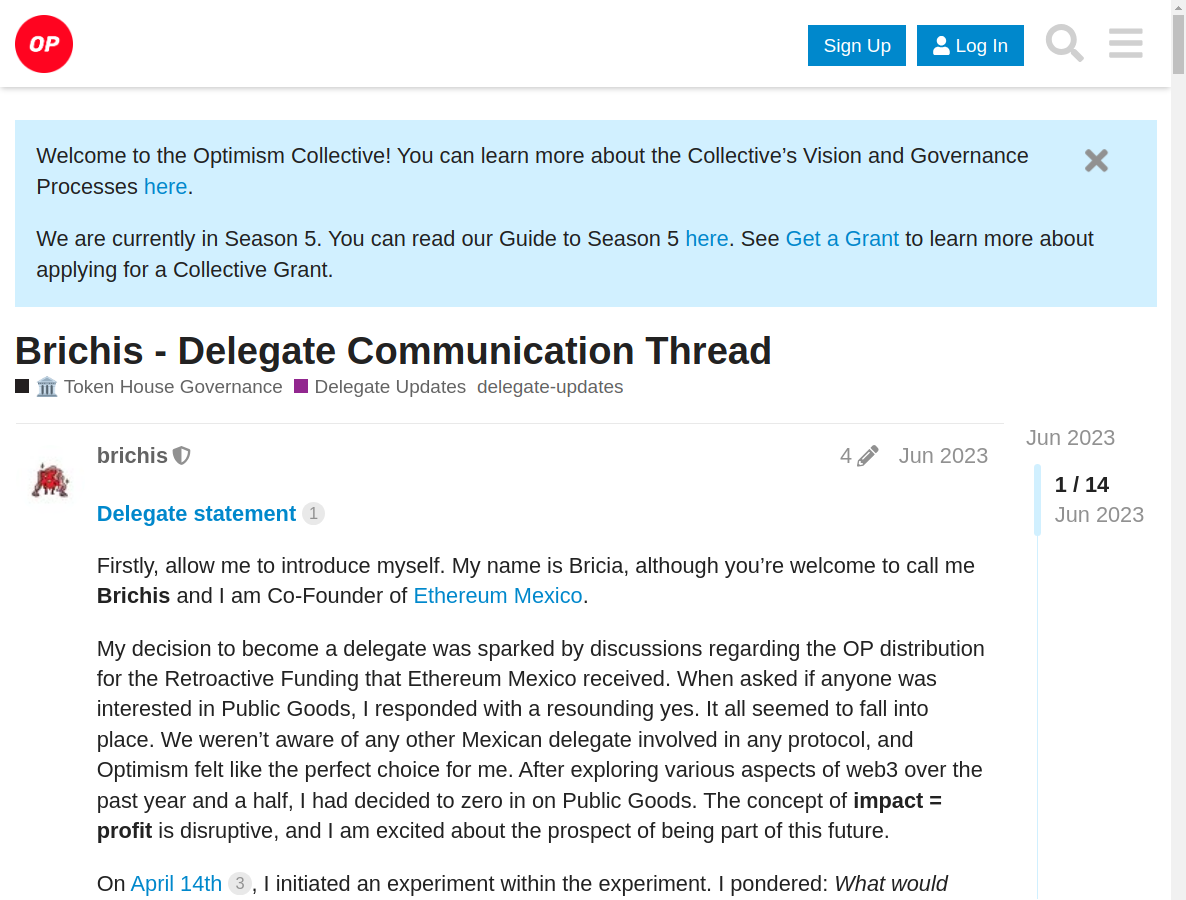 OP
Sign Up
Log In
Welcome to the Optimism Collective! You can learn more about the Collective’s Vision and Governance
Processes here.
We are currently in Season 5. You can read our Guide to Season 5 here. See Get a Grant to learn more about
applying for a Collective Grant.
Brichis - Delegate Communication Thread
🏛 Token House Governance Delegate Updates delegate-updates
Jun 2023
brichis 4 Jun 2023
1 / 14
Jun 2023
Delegate statement 1
Firstly, allow me to introduce myself. My name is Bricia, although you’re welcome to call me
Brichis and I am Co-Founder of Ethereum Mexico.
My decision to become a delegate was sparked by discussions regarding the OP distribution
for the Retroactive Funding that Ethereum Mexico received. When asked if anyone was
interested in Public Goods, I responded with a resounding yes. It all seemed to fall into
place. We weren’t aware of any other Mexican delegate involved in any protocol, and
Optimism felt like the perfect choice for me. After exploring various aspects of web3 over the
past year and a half, I had decided to zero in on Public Goods. The concept of impact =
profit is disruptive, and I am excited about the prospect of being part of this future.
On April 14th 3, I initiated an experiment within the experiment. I pondered: What would